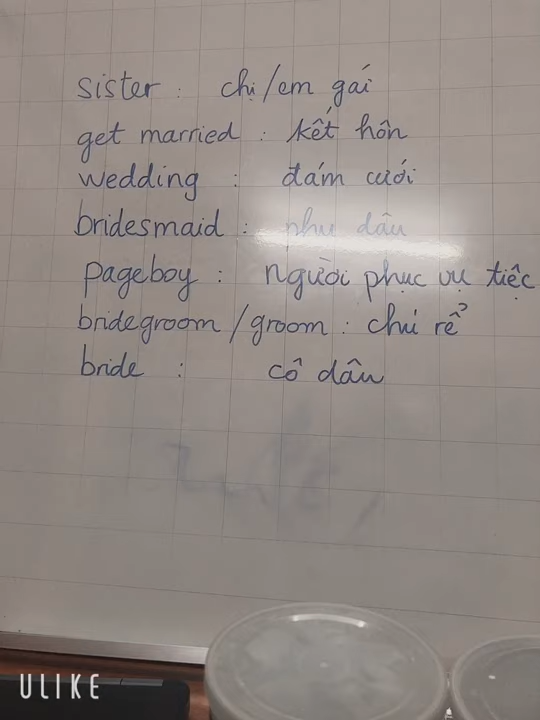 sister : chị/em gái
get married : kết hôn
wedding : đám cưới
bridesmaid : phu dâu
pageboy : người phục vụ tiệc
bridegroom/groom : chú rể
bride : cô dâu
ULIKE